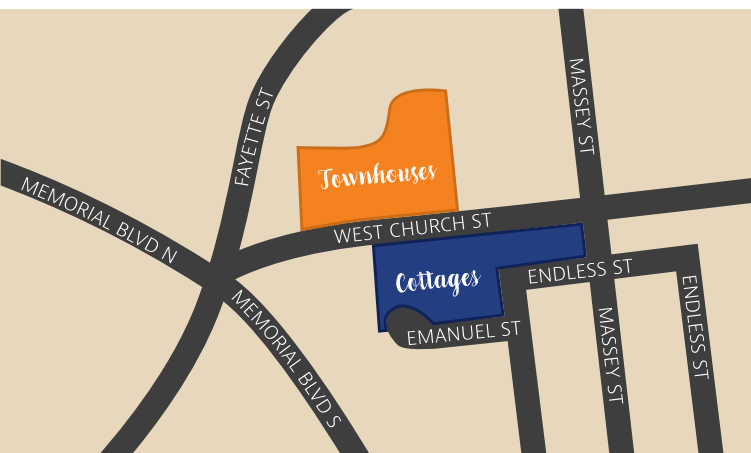 MASSEY ST
FAYETTE ST
Townhouses
MEMORIAL BLVD N
WEST CHURCH ST
Cottages
ENDLESS ST
MEMORIAL BLVD S
EMANUEL ST
MASSEY ST
ENDLESS ST